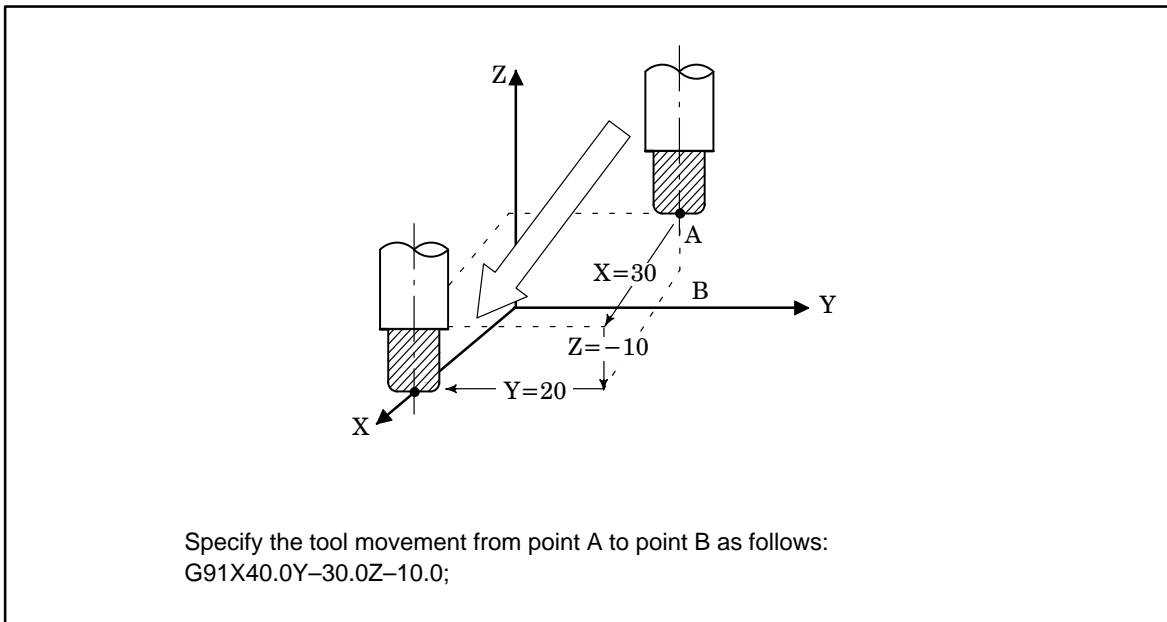 Z
A
X=30
B
Y
Z=−10
Y=20
X
Specify the tool movement from point A to point B as follows:
G91X40.0Y–30.0Z–10.0;